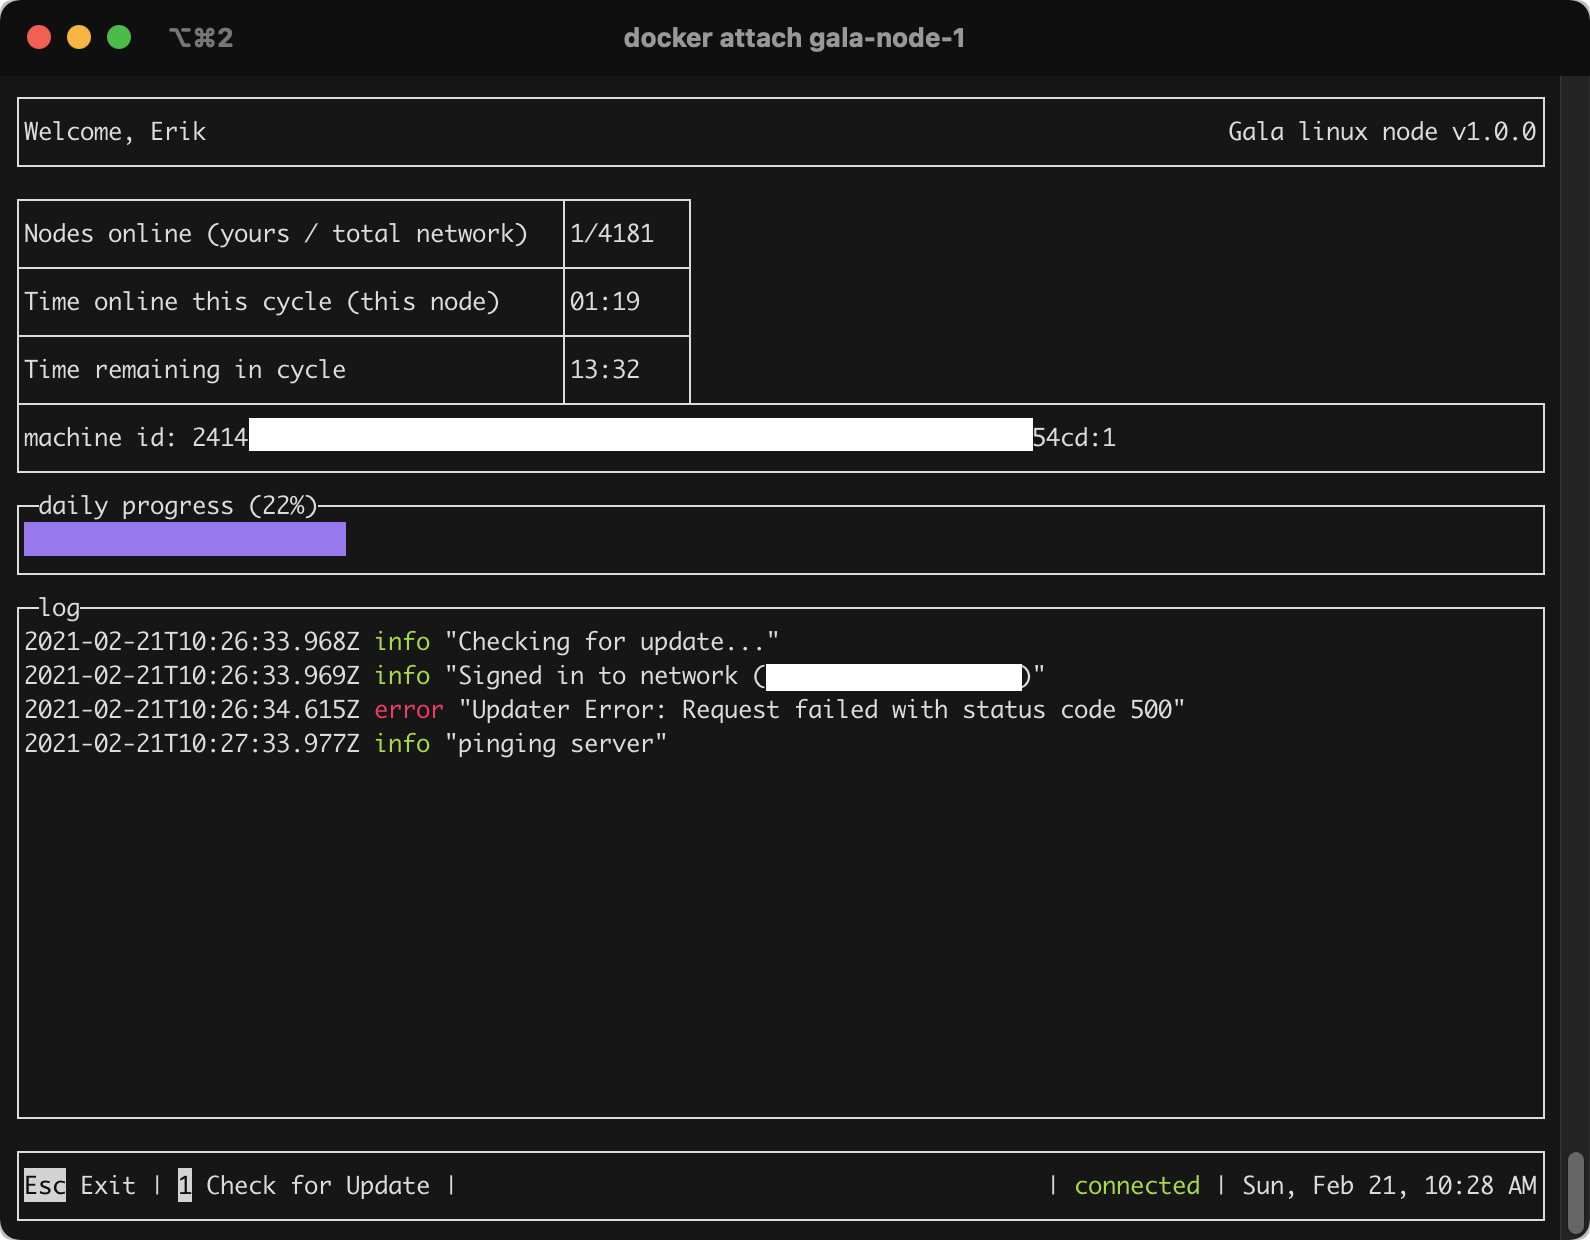 ⌥⌘2 docker attach gala-node-1
Welcome, Erik Gala linux node v1.0.0
Nodes online (yours / total network) 1/4181
Time online this cycle (this node) 01:19
Time remaining in cycle 13:32
machine id: 2414 54cd:1
daily progress (22%)
log
2021-02-21T10:26:33.968Z info "Checking for update..."
2021-02-21T10:26:33.969Z info "Signed in to network ( )"
2021-02-21T10:26:34.615Z error "Updater Error: Request failed with status code 500"
2021-02-21T10:27:33.977Z info "pinging server"
Esc Exit | 1 Check for Update | | connected | Sun, Feb 21, 10:28 AM